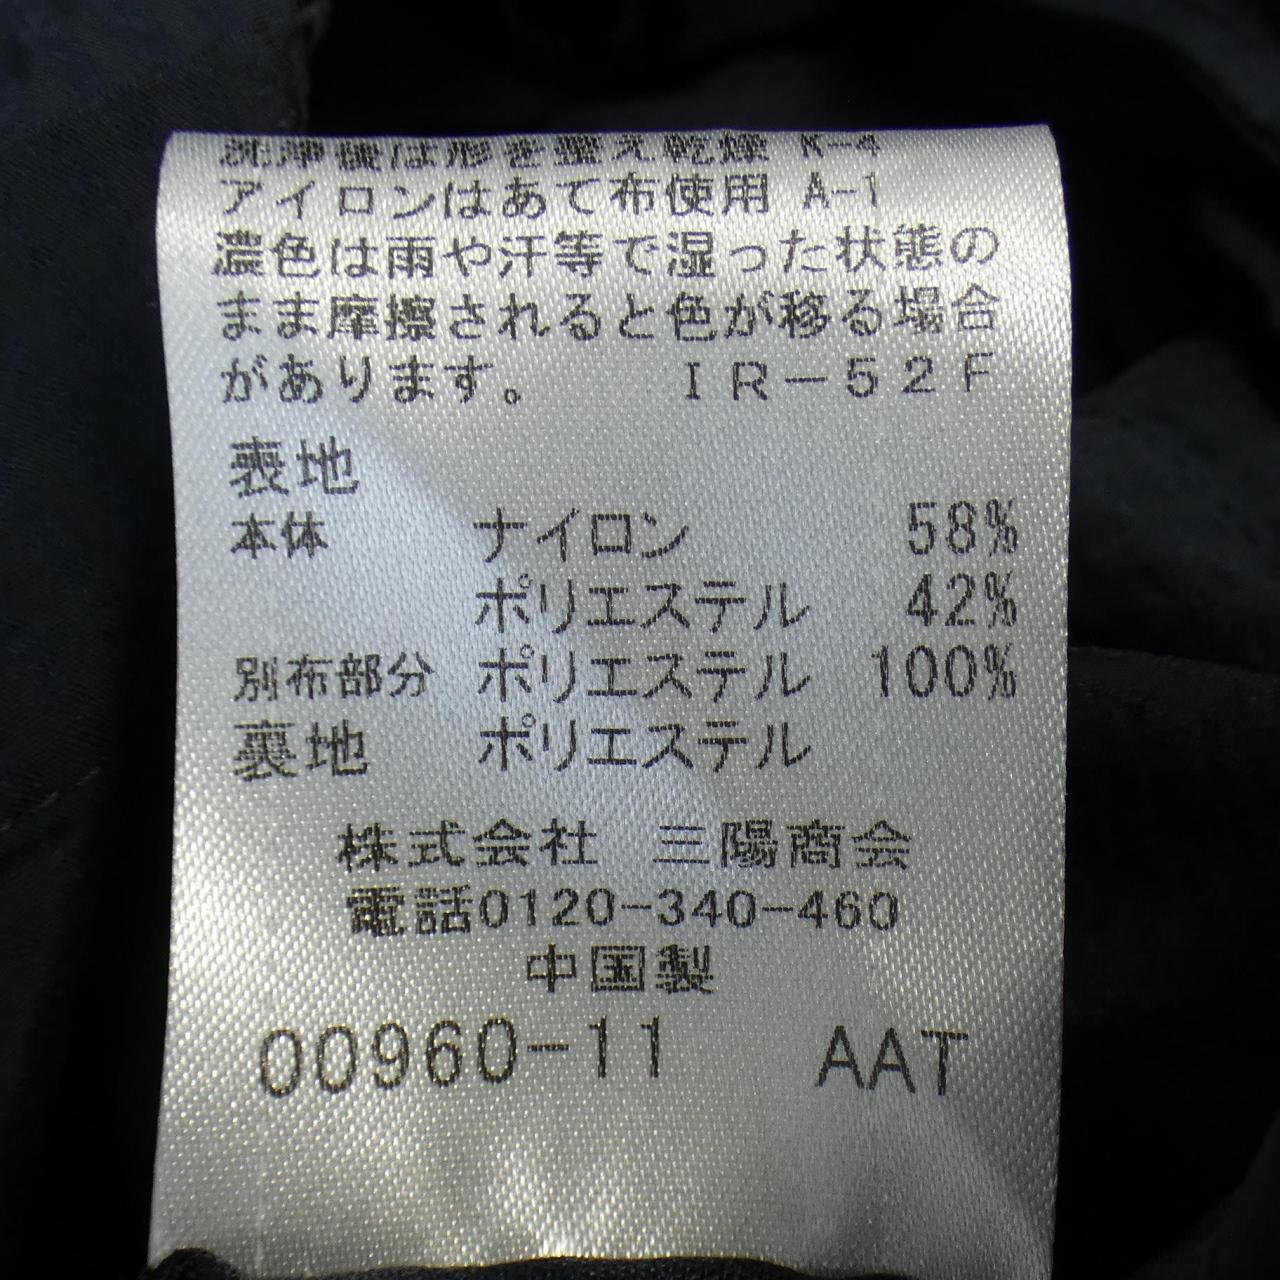 洗浄後は形を整え乾燥 K-4
アイロンはあて布使用 A-1
濃色は雨や汗等で湿った状態の
まま摩擦されると色が移る場合
があります。 IR-52F
表地
本体 ナイロン 58%
ポリエステル 42%
別布部分 ポリエステル 100%
裏地 ポリエステル
株式会社 三陽商会
電話0120-340-460
中国製
00960-11 AAT